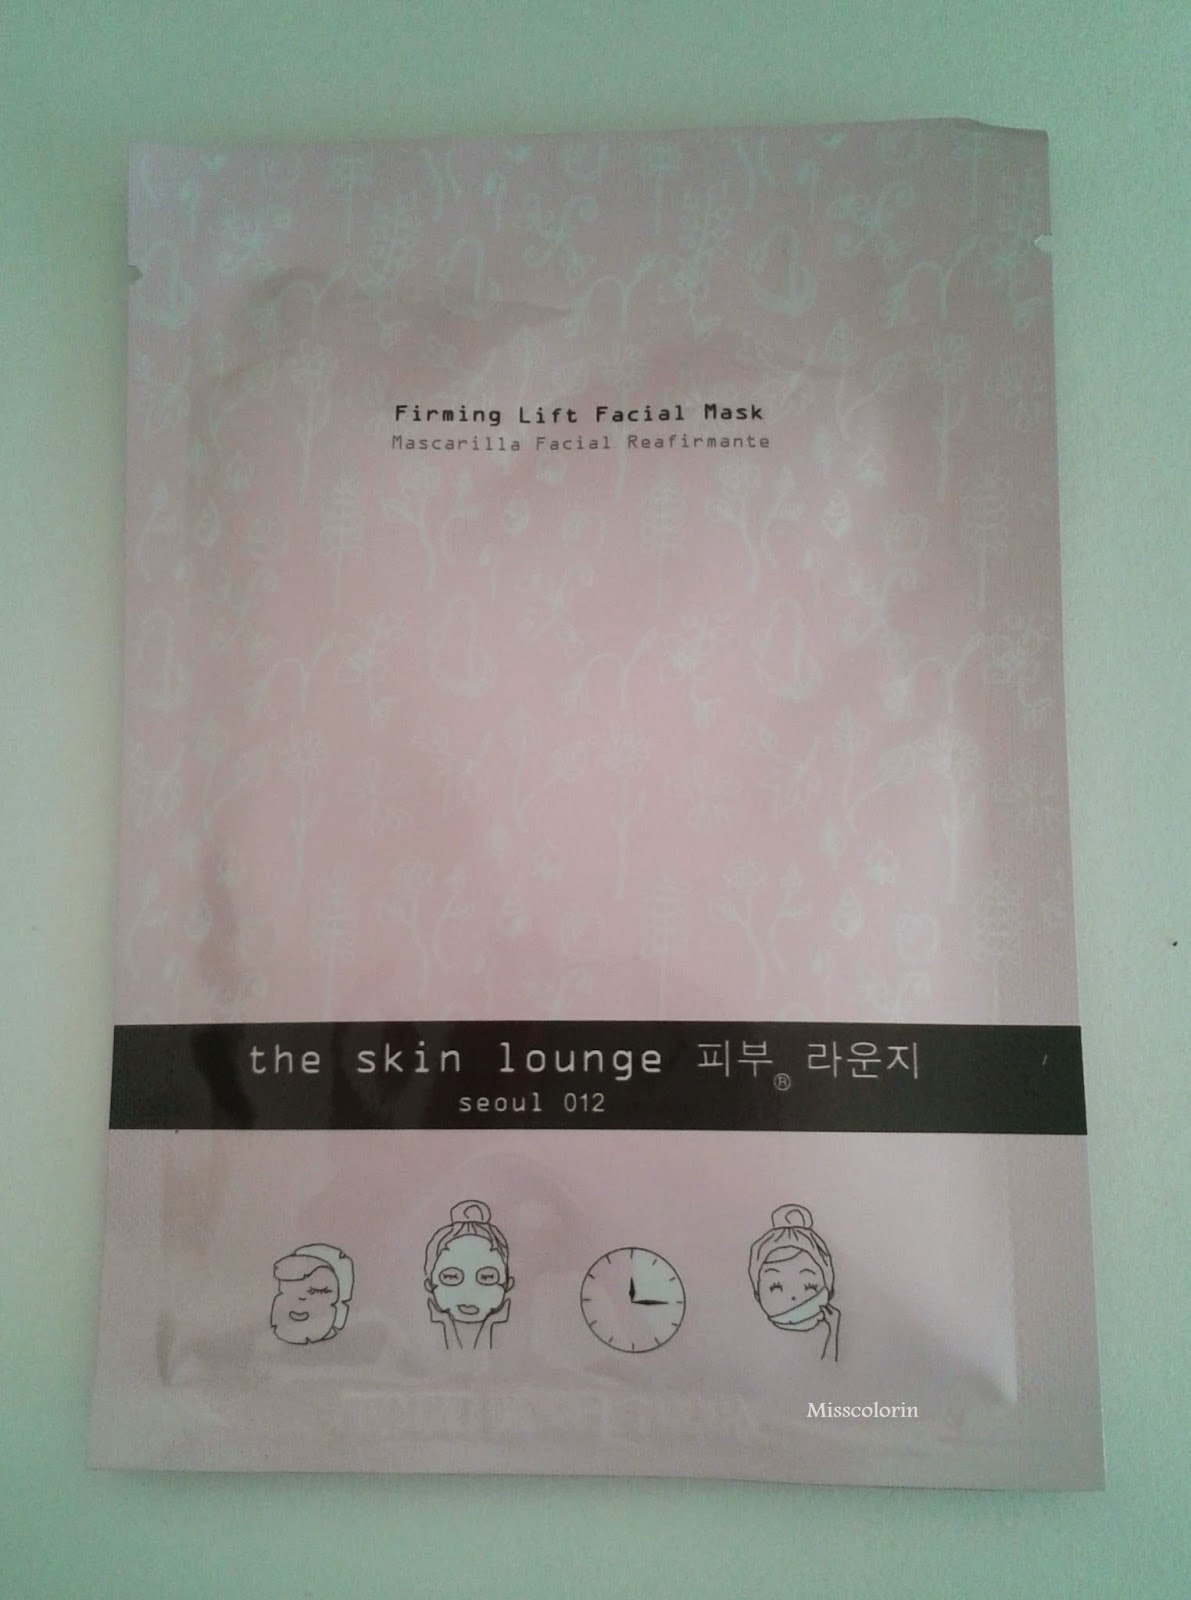 Firming Lift Facial Mask
Mascarilla Facial Reafirmante
the skin lounge 피부® 라운지
seoul 012
Misscolorin